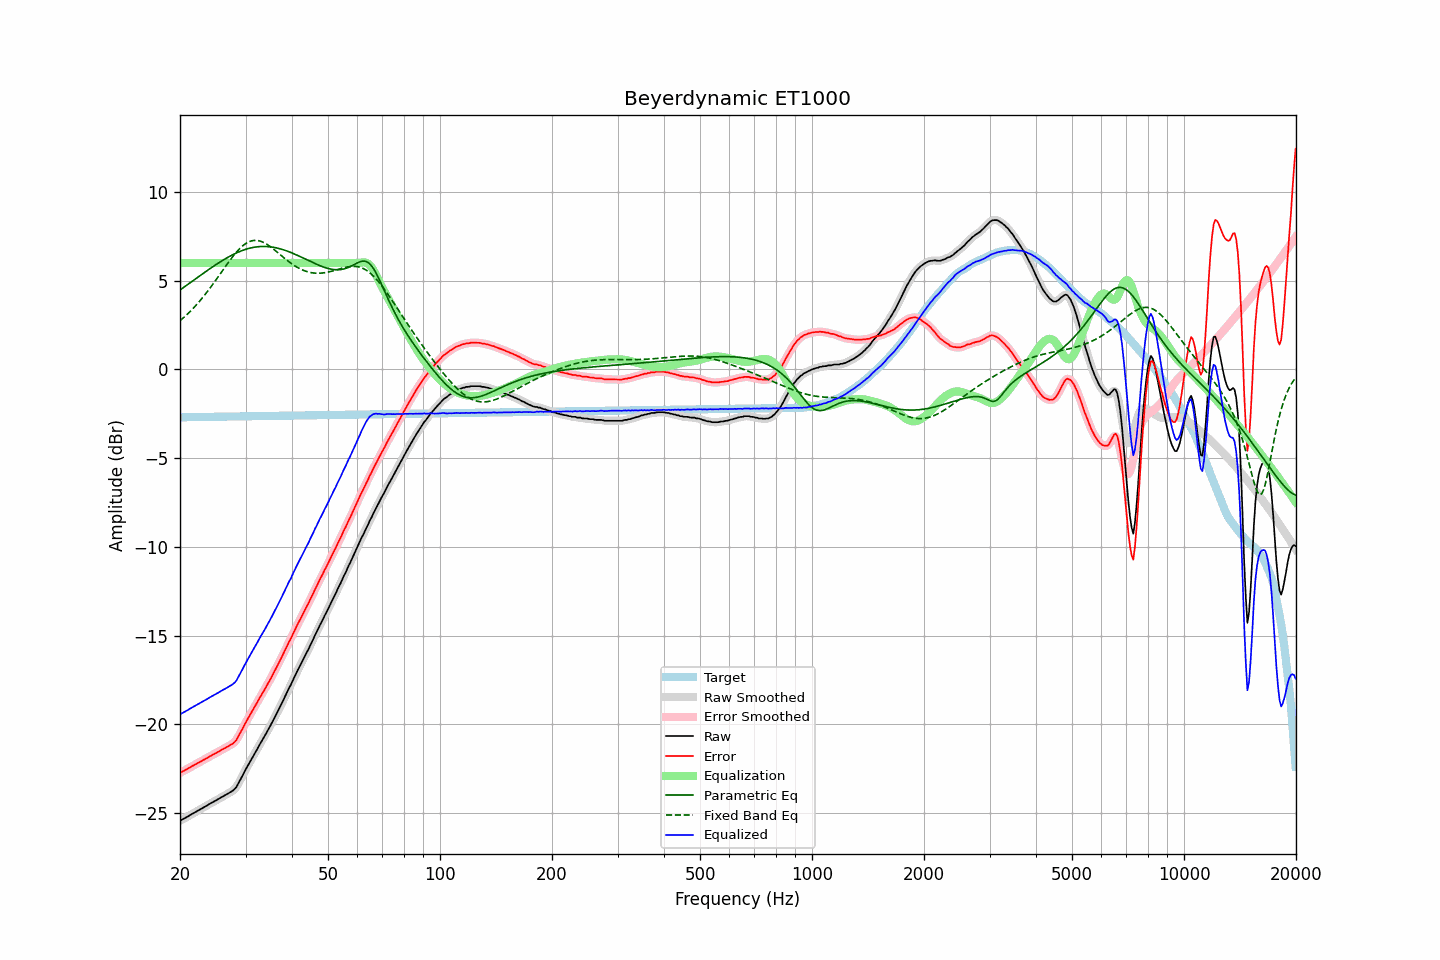 Beyerdynamic ET1000
Amplitude (dBr)
10
5
0
−5
−10
−15
−20
−25
Target
Raw Smoothed
Error Smoothed
Raw
Error
Equalization
Parametric Eq
Fixed Band Eq
Equalized
20
50
100
200
500
1000
2000
5000
10000
20000
Frequency (Hz)